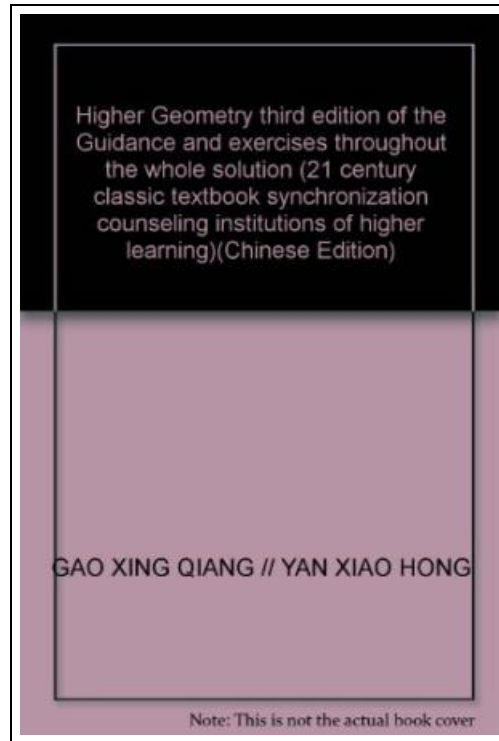 Higher Geometry third edition of the
Guidance and exercises throughout
the whole solution (21 century
classic textbook synchronization
counseling institutions of higher
learning)(Chinese Edition)
GAO XING QIANG // YAN XIAO HONG
Note: This is not the actual book cover